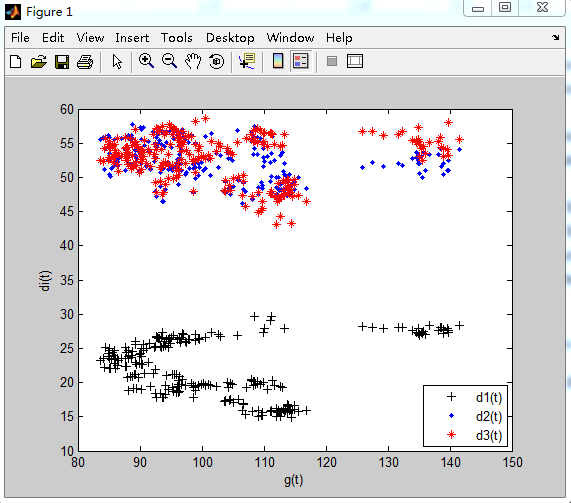 Figure 1
File Edit View Insert Tools Desktop Window Help
60
55
50
45
40
35
30
25
20
15
10
di(t)
d1(t)
d2(t)
d3(t)
80 90 100 110 120 130 140 150
g(t)